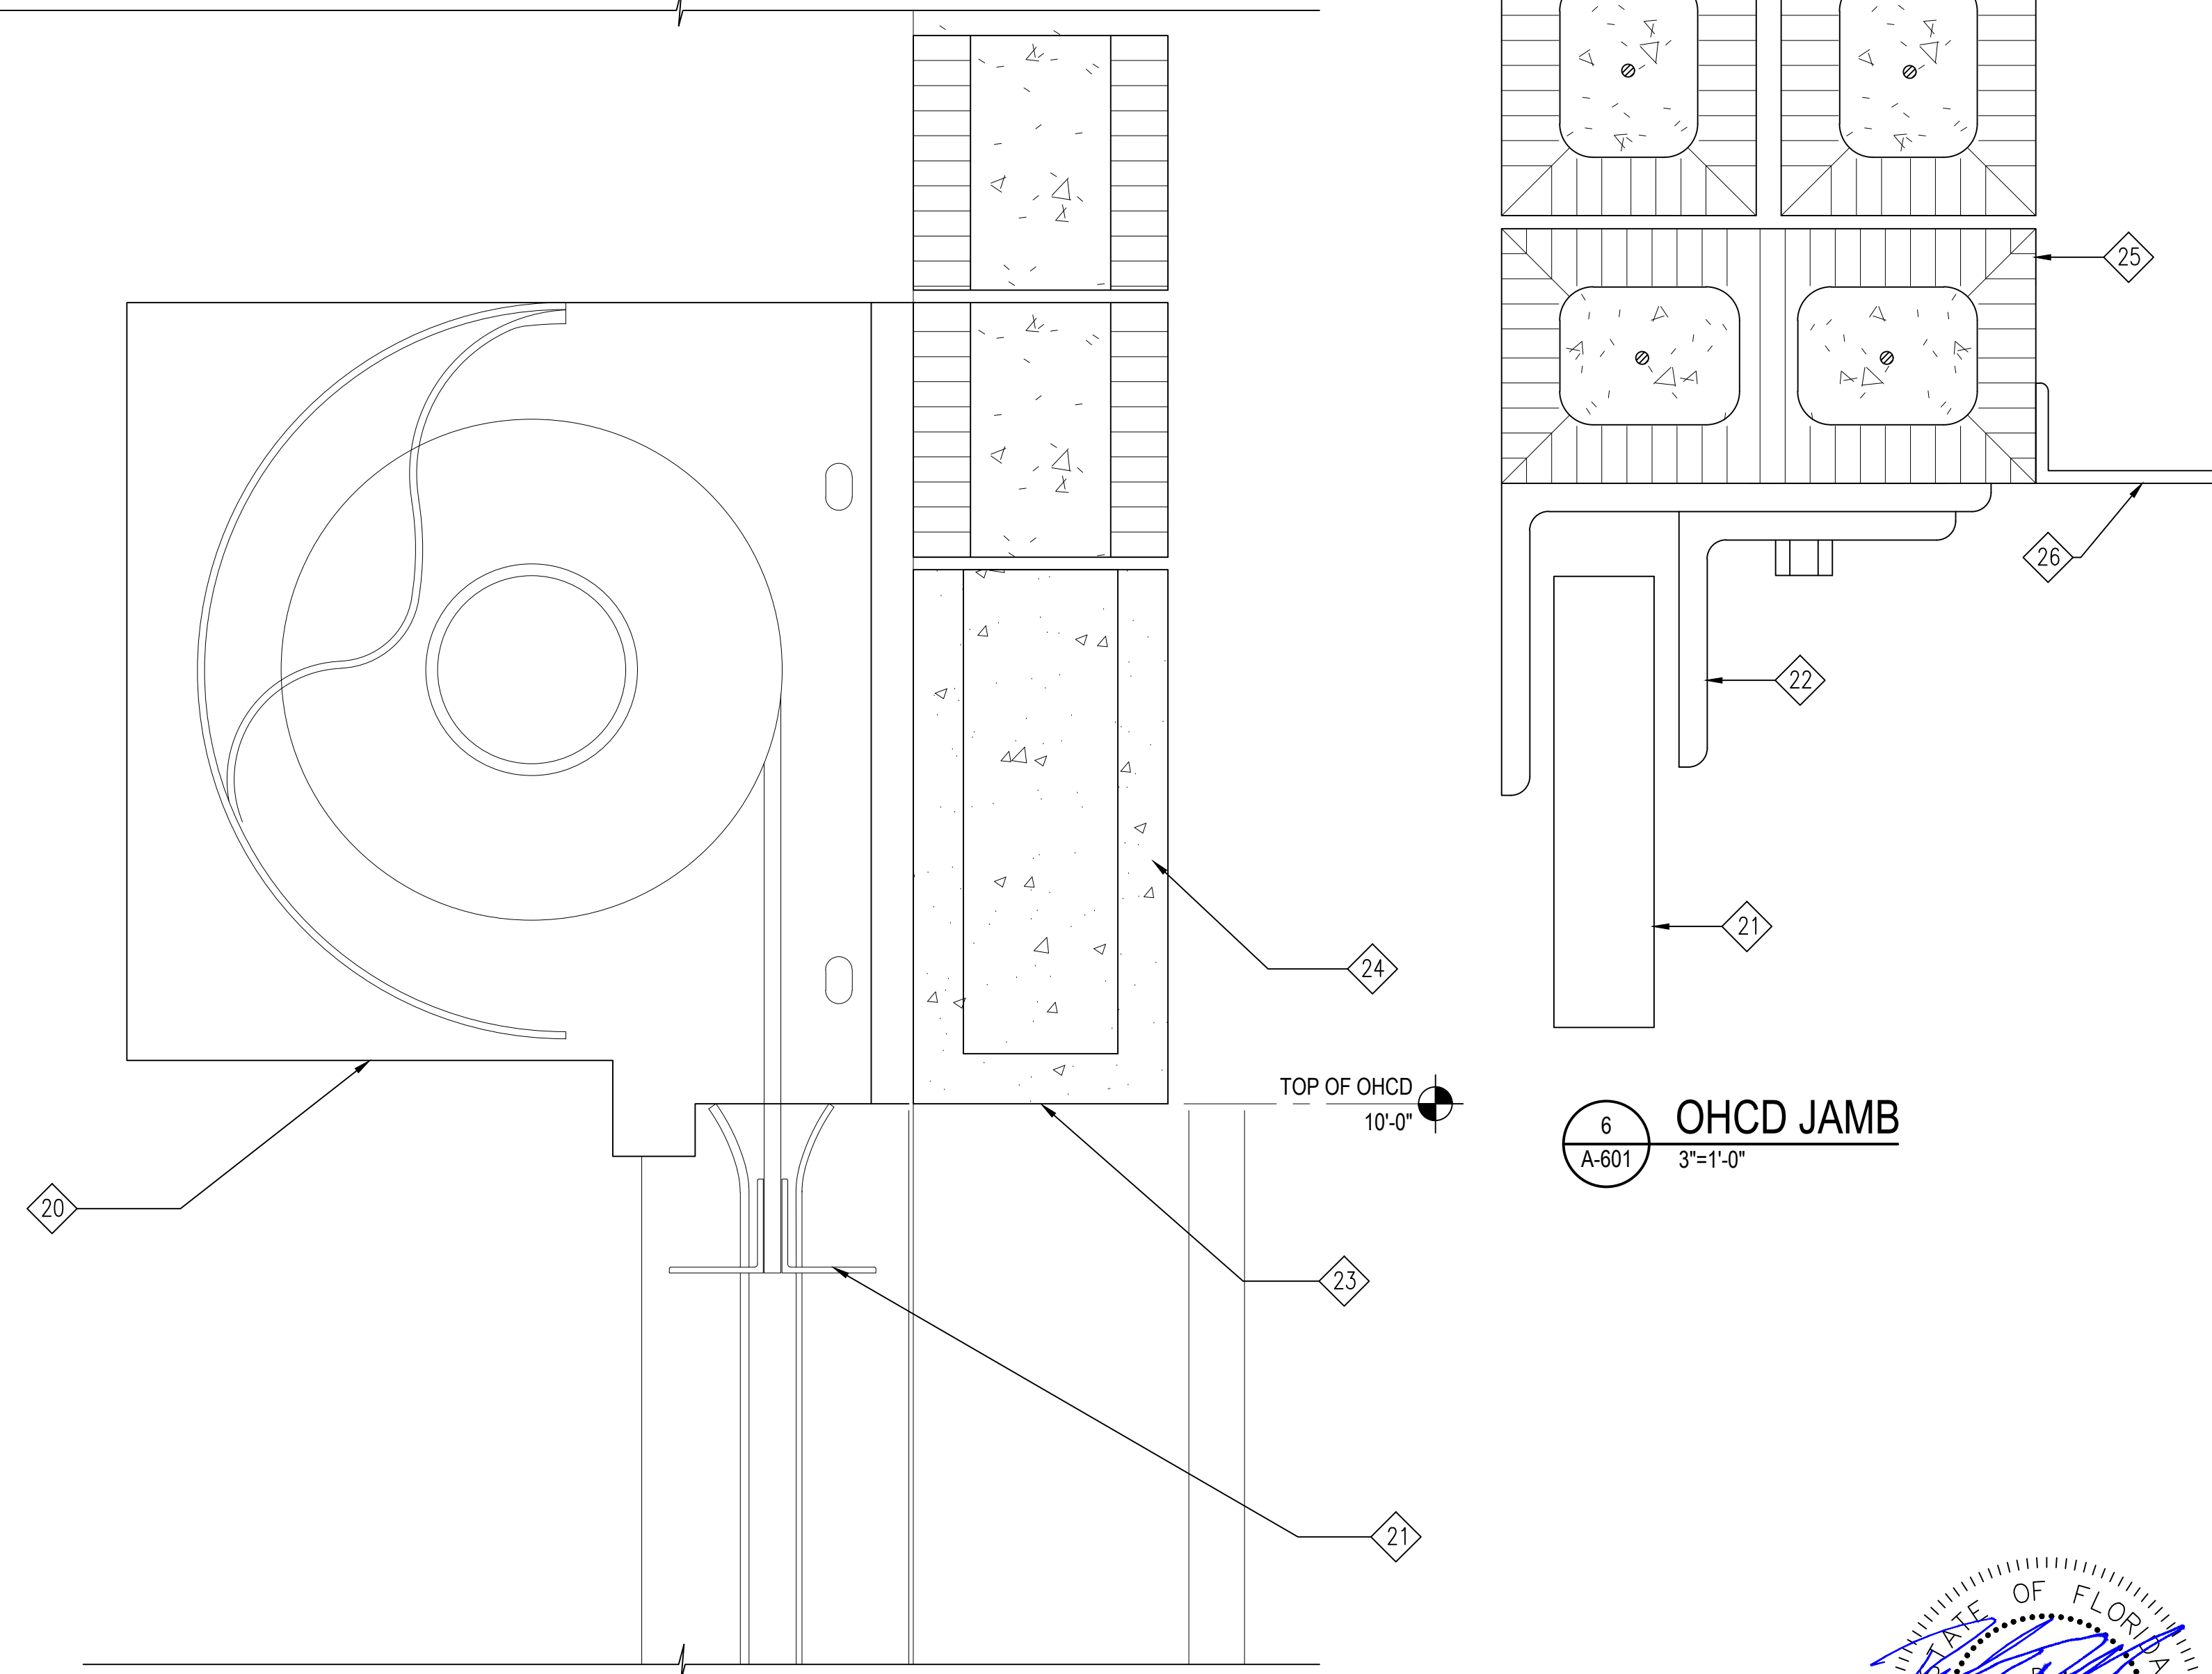 25
26
22
21
24
TOP OF OHCD
10'-0"
6
A-601
OHCD JAMB
3"=1'-0"
20
23
21
STATE OF FLORIDA